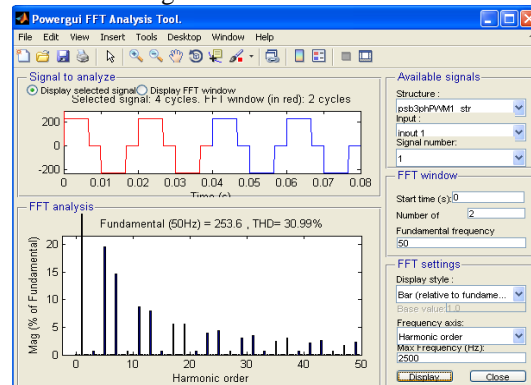 Powergui FFT Analysis Tool.
File Edit View Insert Tools Desktop Window Help
Signal to analyze
Display selected signal Display FFT window
Selected signal: 4 cycles. FFT window (in red): 2 cycles
200
0
-200
0 0.01 0.02 0.03 0.04 0.05 0.06 0.07 0.08
Time (s)
FFT analysis
Fundamental (50Hz) = 253.6 , THD= 30.99%
Mag (% of Fundamental)
20
15
10
5
0
0 10 20 30 40 50
Harmonic order
Available signals
Structure :
psb3phPWM1_str
Input :
input 1
Signal number:
1
FFT window
Start time (s): 0
Number of 2
Fundamental frequency
50
FFT settings
Display style :
Bar (relative to fundame...
Base value: 1.0
Frequency axis:
Harmonic order
Max Frequency (Hz):
2500
Display Close